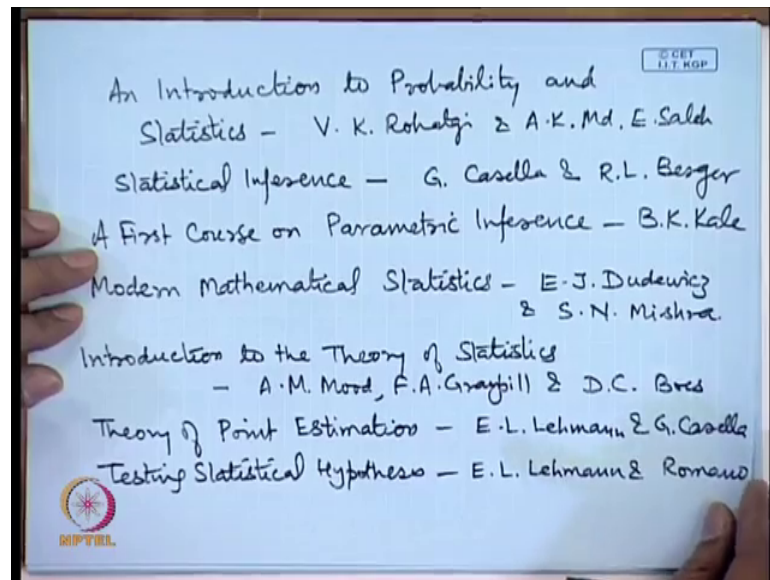 © CET
I.I.T. KGP
An Introduction to Probability and
Statistics - V. K. Rohatgi & A.K. Md. E. Saleh
Statistical Inference - G. Casella & R.L. Berger
A First Course on Parametric Inference - B.K. Kale
Modern Mathematical Statistics - E.J. Dudewicz
& S.N. Mishra.
Introduction to the Theory of Statistics
- A.M. Mood, F.A. Graybill & D.C. Boes
Theory of Point Estimation - E.L. Lehmann & G. Casella
Testing Statistical Hypotheses - E.L. Lehmann & Romano
NPTEL